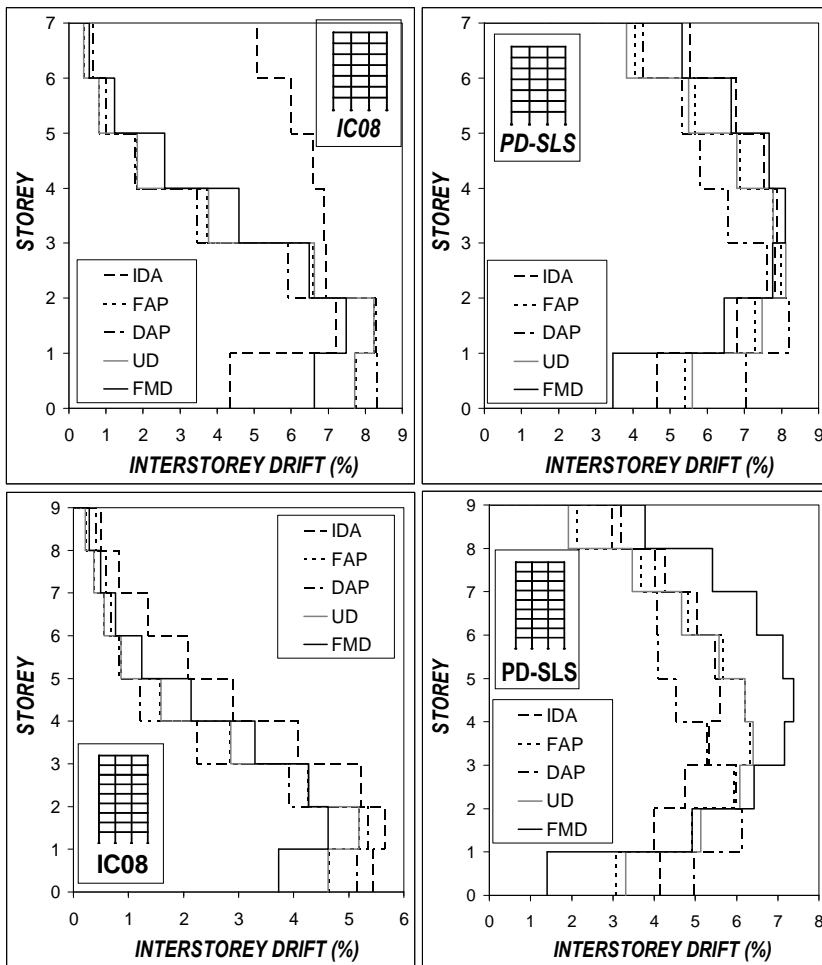 7
6
5
4
3
2
1
0
STOREY
IC08
IDA
FAP
DAP
UD
FMD
0 1 2 3 4 5 6 7 8 9
INTERSTOREY DRIFT (%)
7
6
5
4
3
2
1
0
STOREY
PD-SLS
IDA
FAP
DAP
UD
FMD
0 1 2 3 4 5 6 7 8 9
INTERSTOREY DRIFT (%)
9
8
7
6
5
4
3
2
1
0
STOREY
IDA
FAP
DAP
UD
FMD
IC08
0 1 2 3 4 5 6
INTERSTOREY DRIFT (%)
9
8
7
6
5
4
3
2
1
0
STOREY
PD-SLS
IDA
FAP
DAP
UD
FMD
0 1 2 3 4 5 6 7 8
INTERSTOREY DRIFT (%)